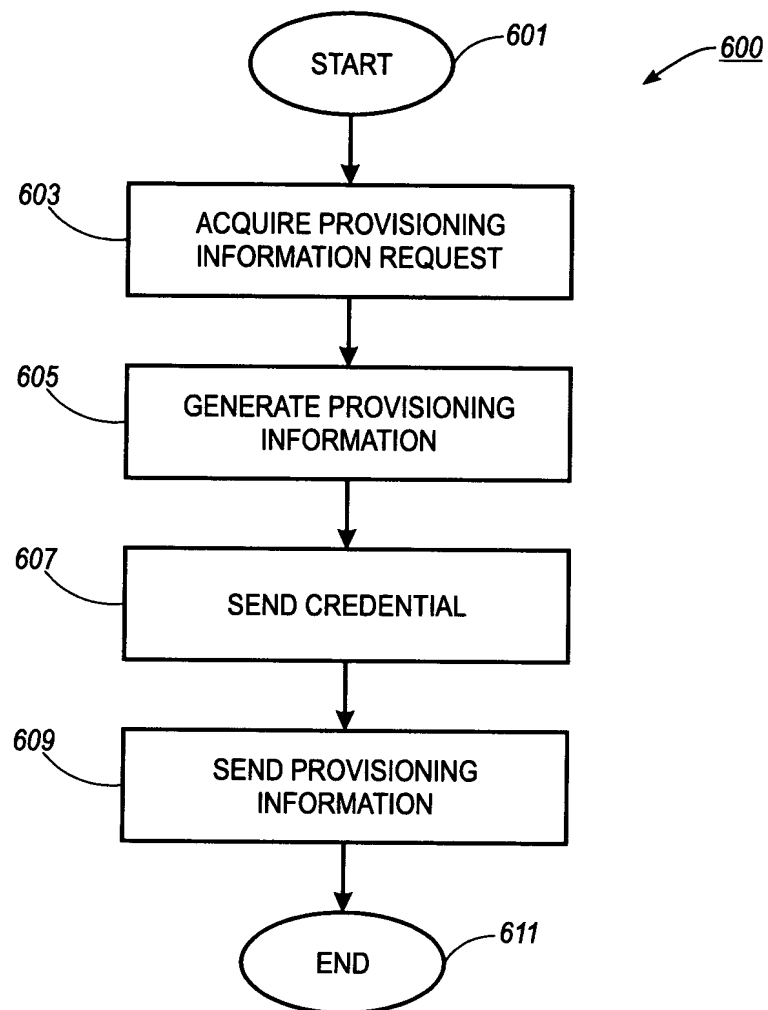 START
601
600
603
ACQUIRE PROVISIONING
INFORMATION REQUEST
605
GENERATE PROVISIONING
INFORMATION
607
SEND CREDENTIAL
609
SEND PROVISIONING
INFORMATION
END
611